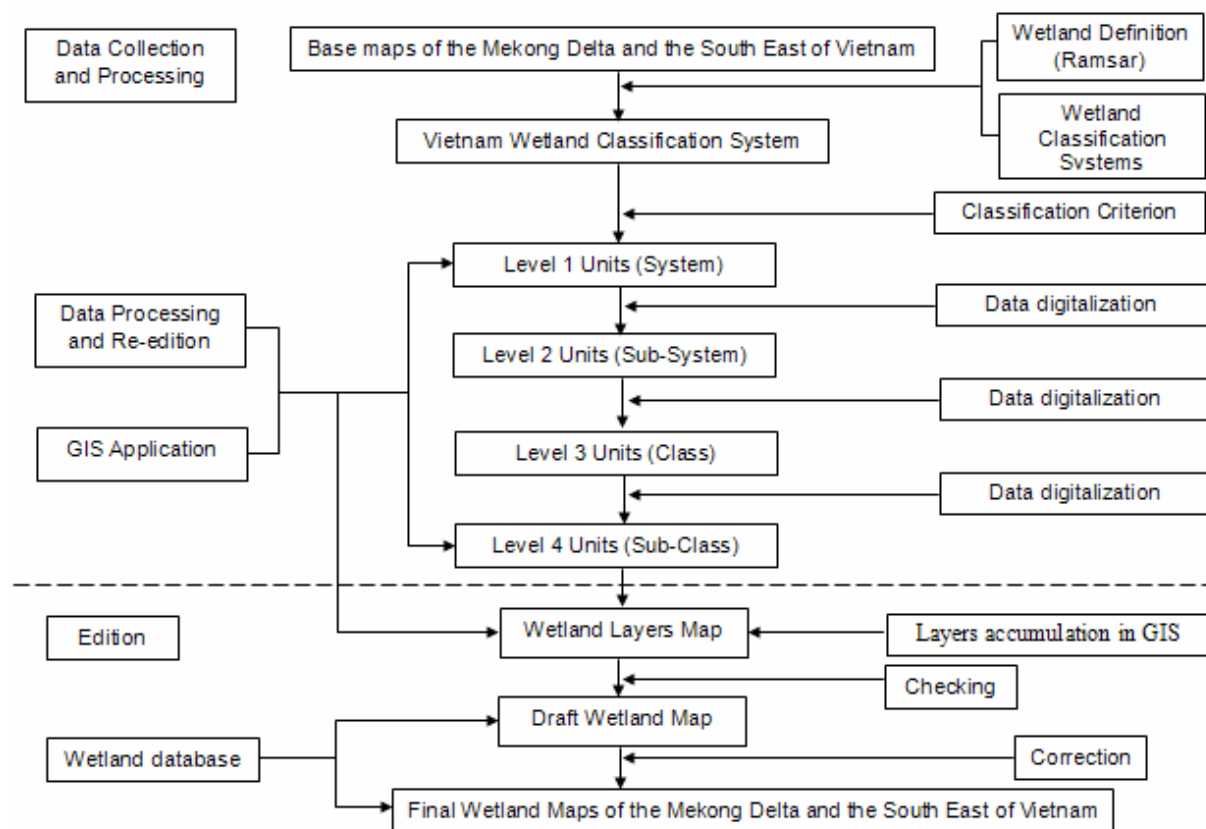 Data Collection
and Processing
Base maps of the Mekong Delta and the South East of Vietnam
Wetland Definition
(Ramsar)
Wetland
Classification
Systems
Vietnam Wetland Classification System
Classification Criterion
Level 1 Units (System)
Data digitalization
Data Processing
and Re-edition
Level 2 Units (Sub-System)
Data digitalization
GIS Application
Level 3 Units (Class)
Data digitalization
Level 4 Units (Sub-Class)
Edition
Wetland Layers Map
Layers accumulation in GIS
Checking
Draft Wetland Map
Wetland database
Correction
Final Wetland Maps of the Mekong Delta and the South East of Vietnam